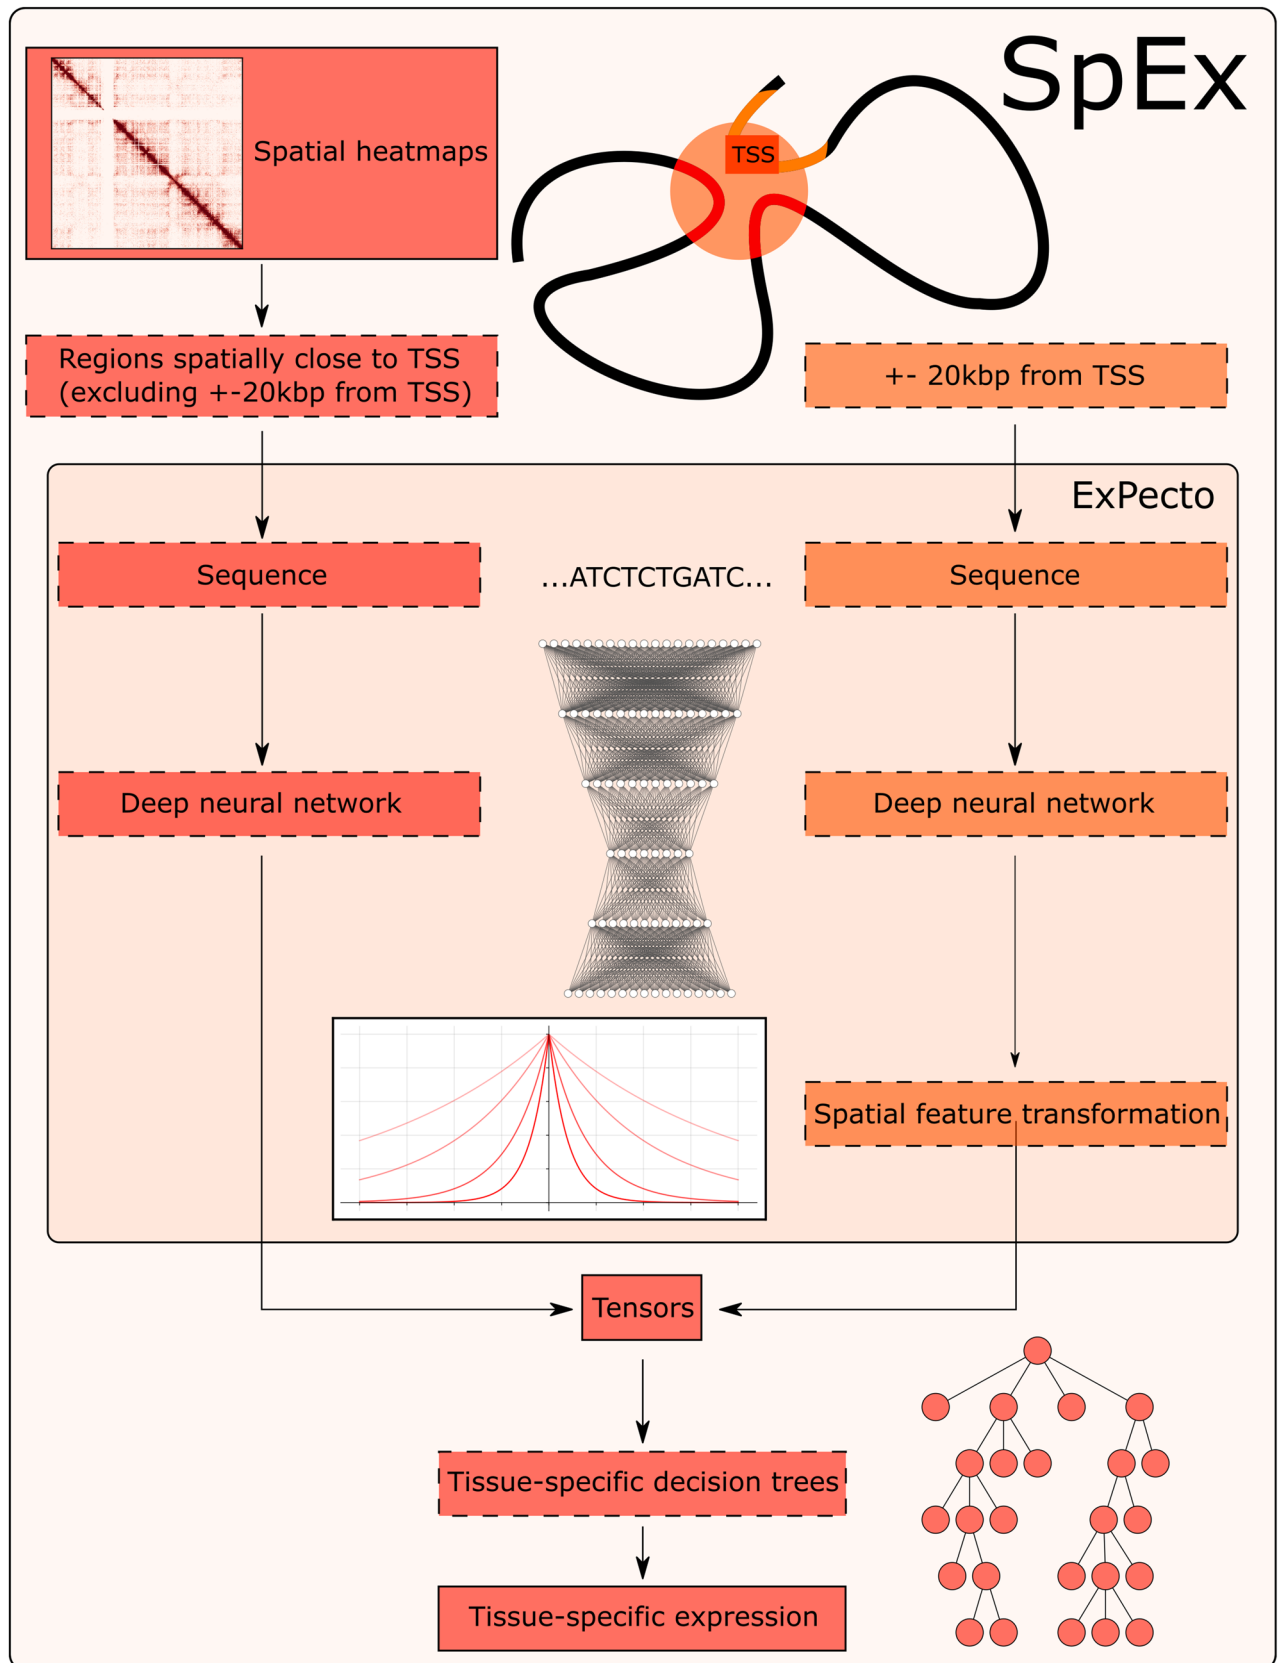 SpEx
Spatial heatmaps
TSS
Regions spatially close to TSS
(excluding +-20kbp from TSS)
+- 20kbp from TSS
ExPecto
Sequence
...ATCTCTGATC...
Sequence
Deep neural network
Deep neural network
Spatial feature transformation
Tensors
Tissue-specific decision trees
Tissue-specific expression